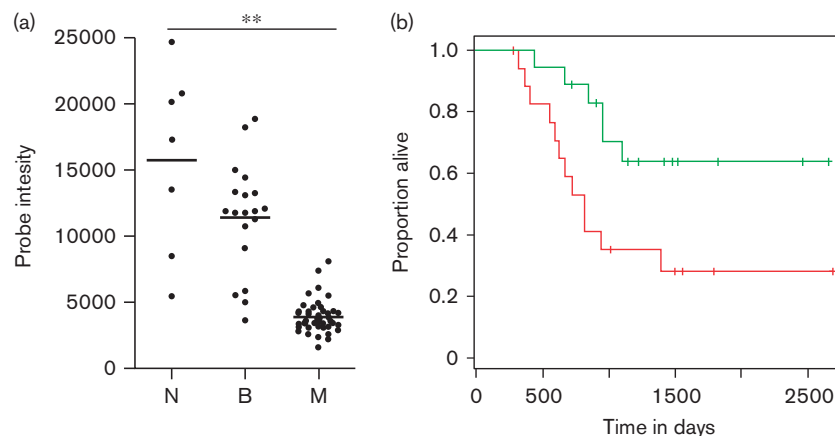 (a)
**
25000
20000
15000
10000
5000
0
Probe intesity
N B M
(b)
1.0
0.8
0.6
0.4
0.2
0
Proportion alive
0 500 1500 2500
Time in days